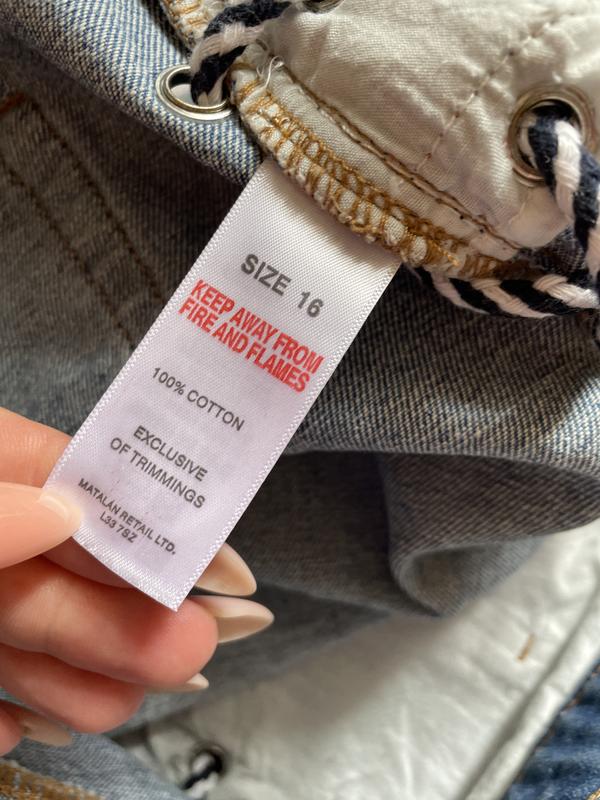 SIZE 16
KEEP AWAY FROM
FIRE AND FLAMES
100% COTTON
EXCLUSIVE
OF TRIMMINGS
MATALAN RETAIL LTD.
L33 7SZ